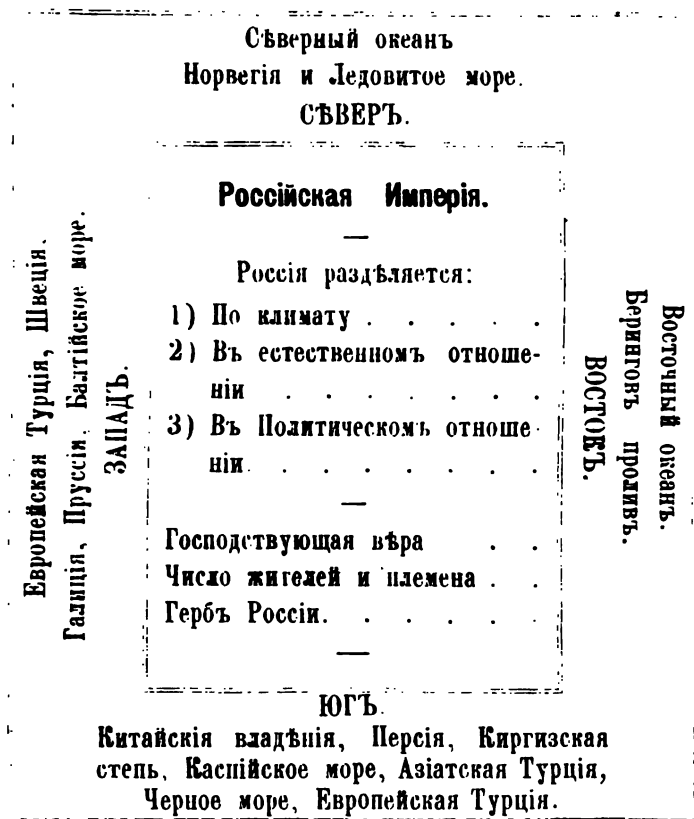 Сѣверный океанъ
Норвегія и Ледовитое море.
СѢВЕРЪ.
Европейская Турція, Швеція.
Галиція, Пруссія, Балтійское море.
ЗАПАДЪ.
Россійская Имперія.
Россія раздѣляется:
1) По климату . . . . .
2) Въ естественномъ отноше-
ніи . . . . . . .
3) Въ Политическомъ отноше-
ніи. . . . . . . .
Господствующая вѣра . .
Число жителей и племена . .
Гербъ Россіи. . . . . .
ВОСТОКЪ.
Беринговъ проливъ.
Восточный океанъ.
ЮГЪ.
Китайскія владѣнія, Персія, Киргизская
степь, Каспійское море, Азіатская Турція,
Черное море, Европейская Турція.